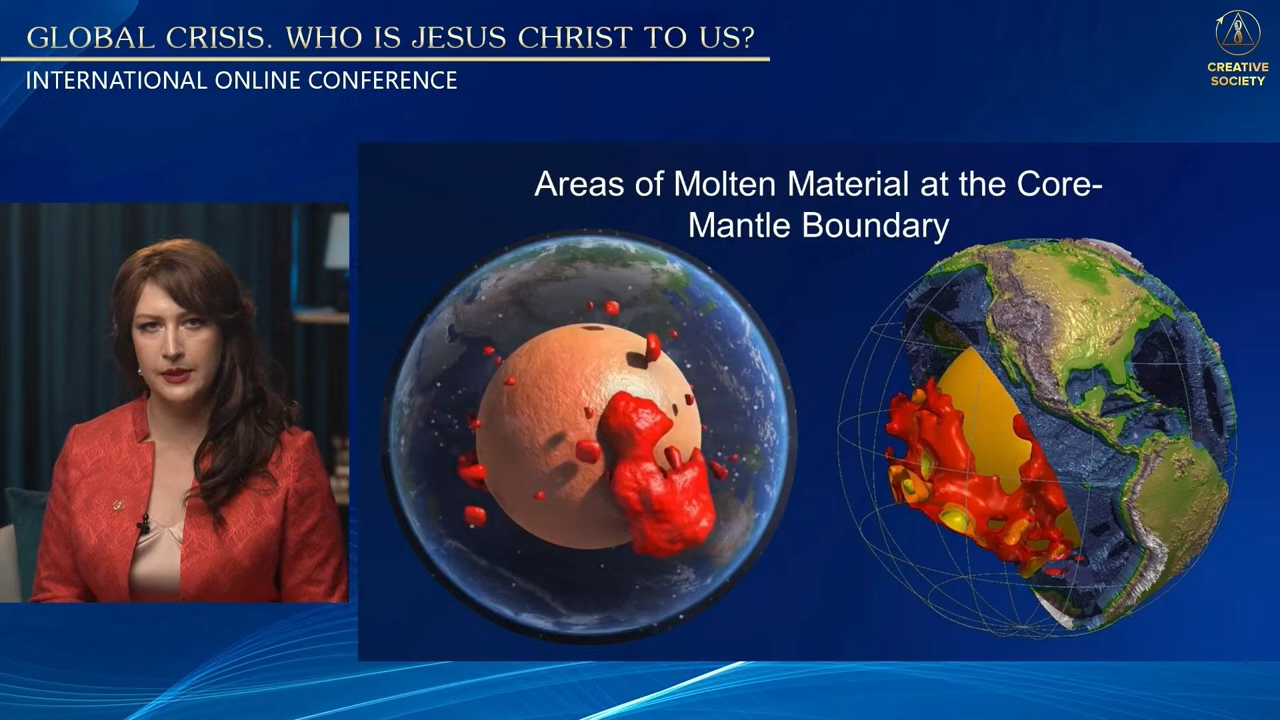 GLOBAL CRISIS. WHO IS JESUS CHRIST TO US?
INTERNATIONAL ONLINE CONFERENCE
CREATIVE
SOCIETY
Areas of Molten Material at the Core-
Mantle Boundary